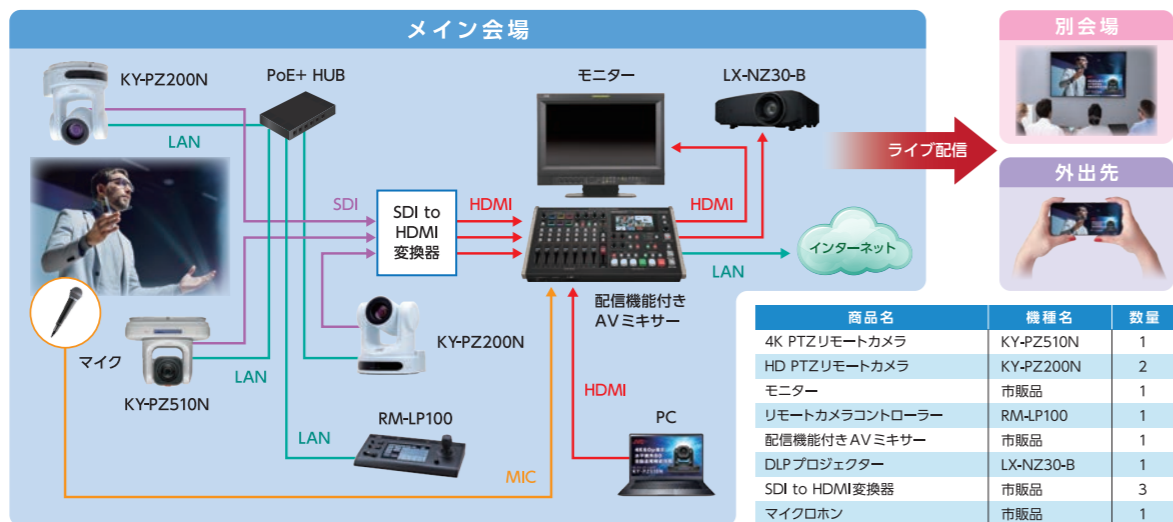 メイン会場
別会場
KY-PZ200N
PoE+ HUB
モニター
LX-NZ30-B
LAN
ライブ配信
外出先
SDI
SDI to
HDMI
変換器
HDMI
HDMI
インターネット
LAN
配信機能付き
AVミキサー
マイク
KY-PZ200N
LAN
KY-PZ510N
HDMI
RM-LP100
PC
LAN
MIC
商品名 機種名 数量
4K PTZリモートカメラ KY-PZ510N 1
HD PTZリモートカメラ KY-PZ200N 2
モニター 市販品 1
リモートカメラコントローラー RM-LP100 1
配信機能付きAVミキサー 市販品 1
DLPプロジェクター LX-NZ30-B 1
SDI to HDMI変換器 市販品 3
マイクロホン 市販品 1